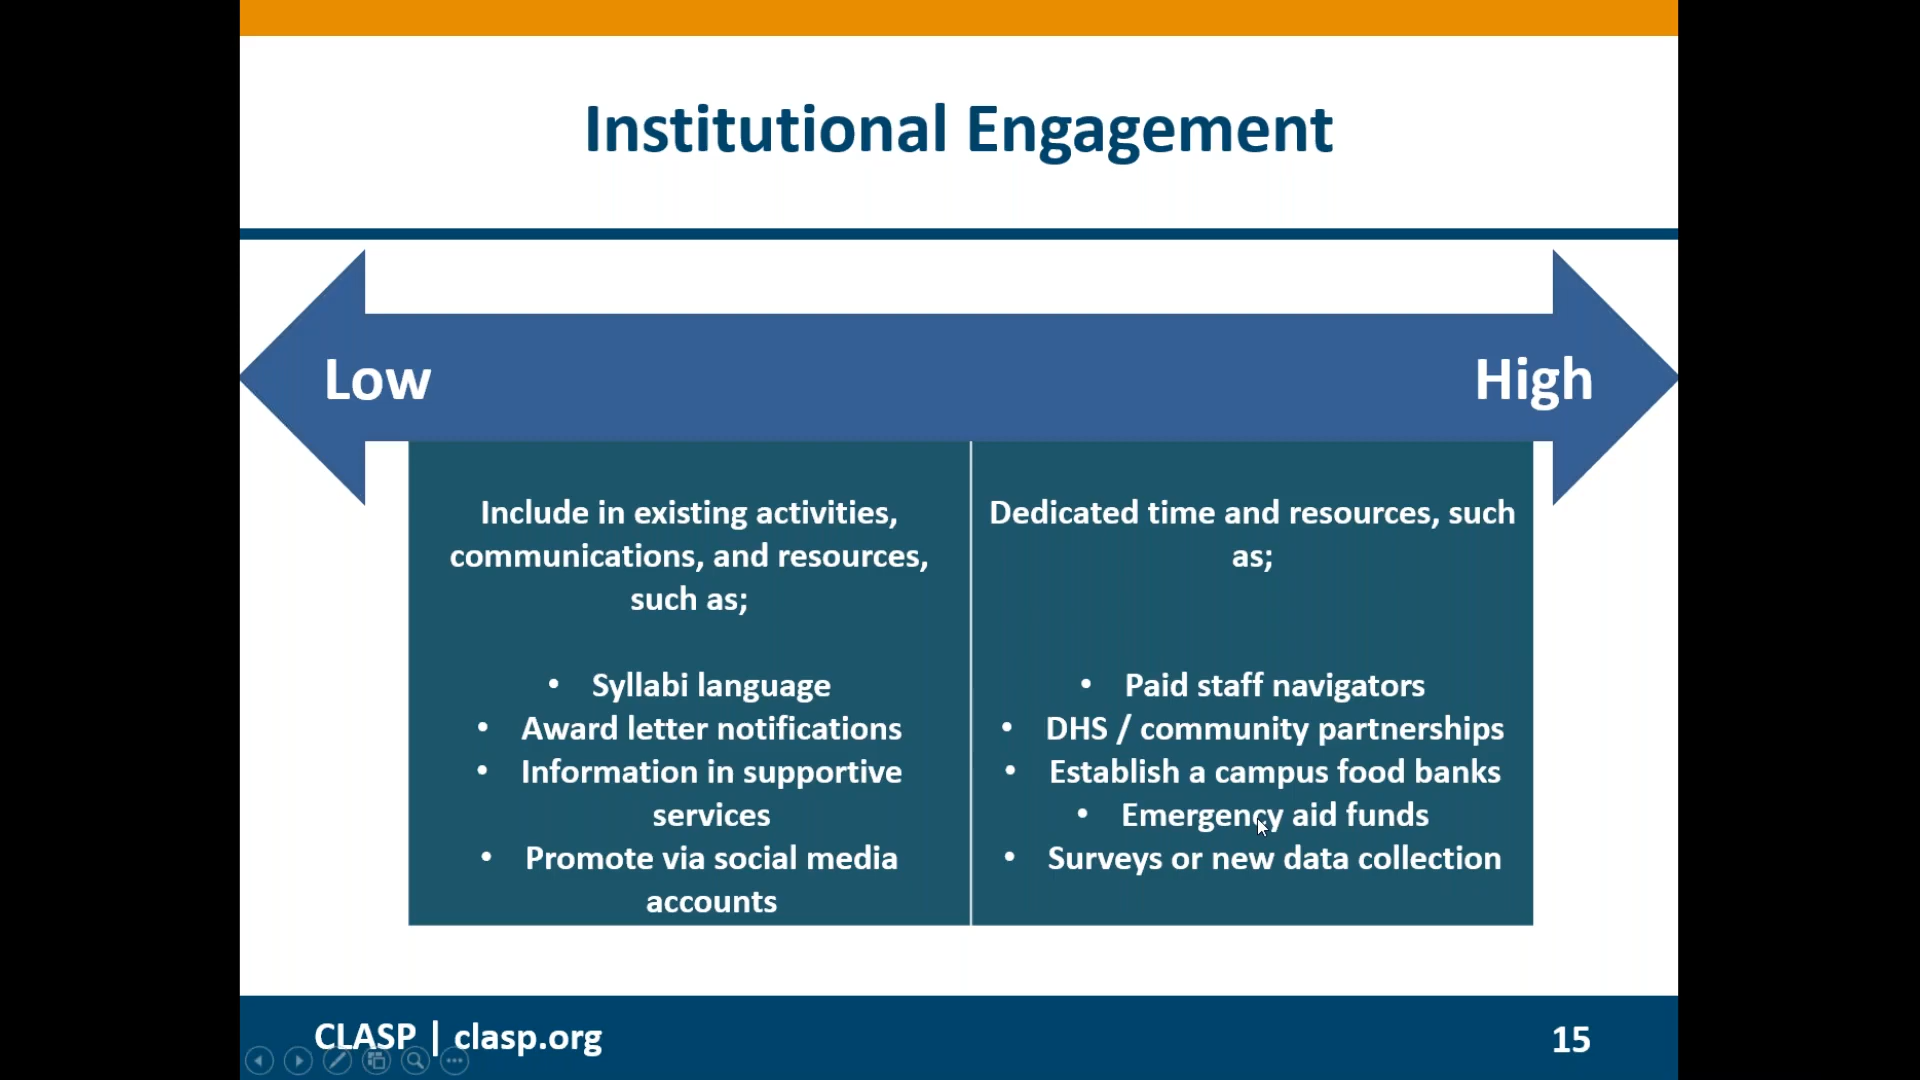 Institutional Engagement
Low
High
Include in existing activities,
communications, and resources,
such as;
• Syllabi language
• Award letter notifications
• Information in supportive
services
• Promote via social media
accounts
Dedicated time and resources, such
as;
• Paid staff navigators
• DHS / community partnerships
• Establish a campus food banks
• Emergency aid funds
• Surveys or new data collection
CLASP | clasp.org
15